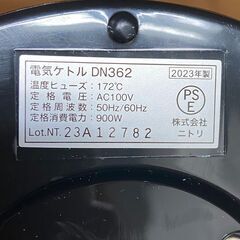 電気ケトル DN362
2023年製
温度ヒューズ：172℃
定格電圧：AC100V
定格周波数：50Hz/60Hz
定格消費電力：900W
PS
E
株式会社
ニトリ
Lot.NT. 23A12782